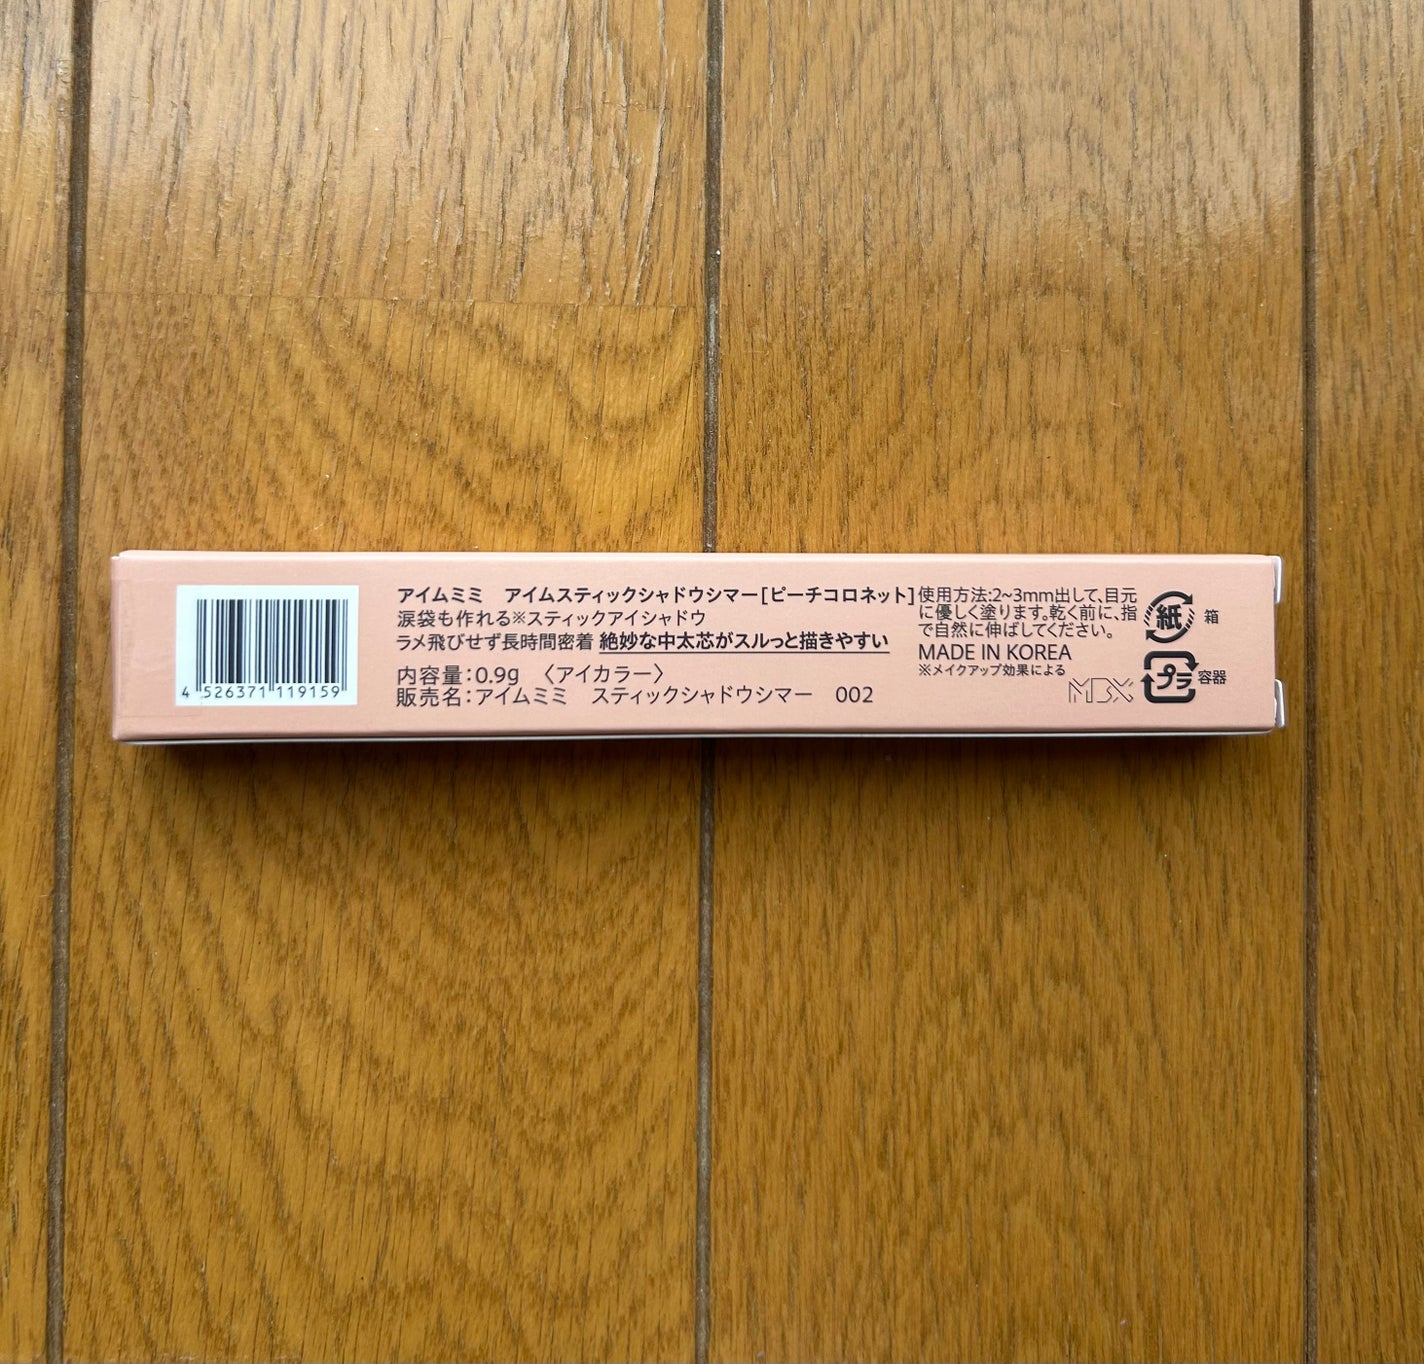 アイムミミ　アイムスティックシャドウシマー[ピーチコロネット]
涙袋も作れる※スティックアイシャドウ
ラメ飛びせず長時間密着 絶妙な中太芯がスルっと描きやすい
内容量:0.9g 〈アイカラー〉
販売名:アイムミミ　スティックシャドウシマー　002
使用方法:2~3mm出して、目元
に優しく塗ります。乾く前に、指
で自然に伸ばしてください。
MADE IN KOREA
※メイクアップ効果による
MBX
紙 箱
プラ 容器
4 526371 119159